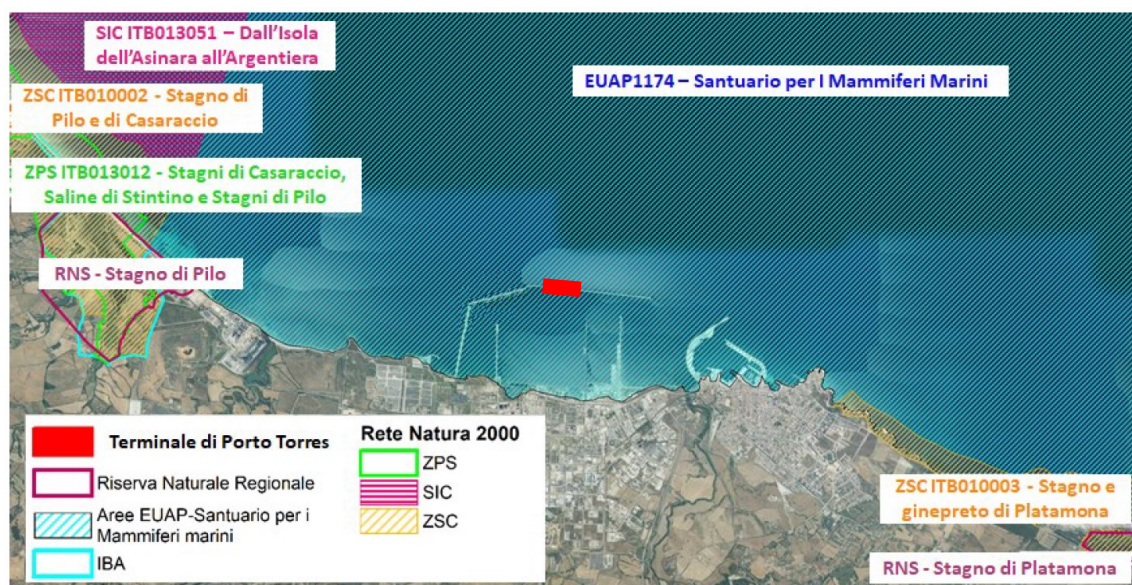 SIC ITB013051 – Dall'Isola
dell'Asinara all'Argentiera
EUAP1174 – Santuario per I Mammiferi Marini
ZSC ITB010002 - Stagno di
Pilo e di Casaraccio
ZPS ITB013012 - Stagni di Casaraccio,
Saline di Stintino e Stagni di Pilo
RNS - Stagno di Pilo
Terminale di Porto Torres
Riserva Naturale Regionale
Aree EUAP-Santuario per i
Mammiferi marini
IBA
Rete Natura 2000
ZPS
SIC
ZSC
ZSC ITB010003 - Stagno e
ginepreto di Platamona
RNS - Stagno di Platamona